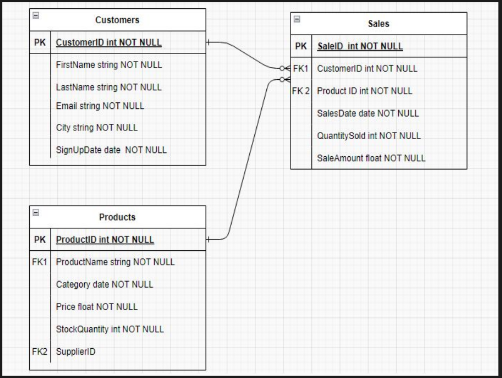 Customers
PK CustomerID int NOT NULL
FirstName string NOT NULL
LastName string NOT NULL
Email string NOT NULL
City string NOT NULL
SignUpDate date NOT NULL
Sales
PK SaleID int NOT NULL
FK1 CustomerID int NOT NULL
FK 2 Product ID int NOT NULL
SalesDate date NOT NULL
QuantitySold int NOT NULL
SaleAmount float NOT NULL
Products
PK ProductID int NOT NULL
FK1 ProductName string NOT NULL
Category date NOT NULL
Price float NOT NULL
StockQuantity int NOT NULL
FK2 SupplierID